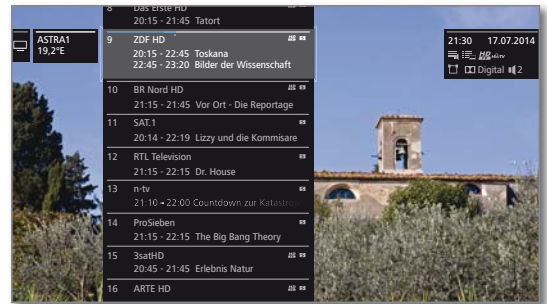 ASTRA1
19,2°E
8 Das Erste HD
20:15 - 21:45 Tatort
9 ZDF HD
20:15 - 22:45 Toskana
22:45 - 23:20 Bilder der Wissenschaft
10 BR Nord HD
21:15 - 21:45 Vor Ort - Die Reportage
11 SAT.1
20:14 - 22:19 Lizzy und die Kommisare
12 RTL Television
21:15 - 22:15 Dr. House
13 n-tv
21:10 - 22:00 Countdown zur Katastro
14 ProSieben
21:15 - 22:15 The Big Bang Theory
15 3satHD
20:45 - 21:45 Erlebnis Natur
16 ARTE HD
21:30 17.07.2014
HD HDTV
Digital 2